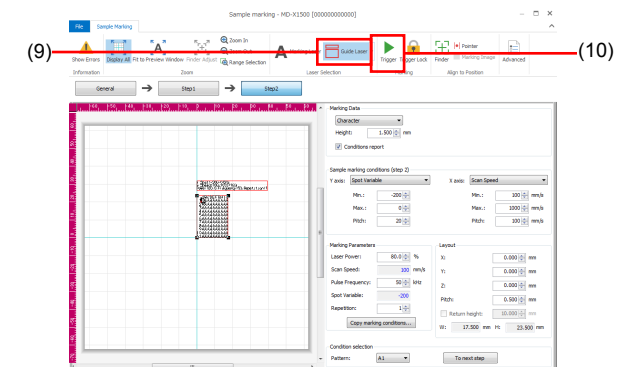 Sample marking - MD-X1500 [000000000000]
File Sample Marking
(9)
(10)
Show Errors
Display All
Fit to Preview Window
Finder Adjust
Zoom In
Zoom Out
Range Selection
Marking Laser
Guide Laser
Trigger
Trigger Lock
Finder
Pointer
Marking Image
Advanced
Information
Zoom
Laser Selection
Marking
Align to Position
General
Step1
Step2
Marking Data
Character
Height: 1.500 mm
Conditions report
Sample marking conditions (step 2)
Y axis: Spot Variable X axis: Scan Speed
Min.: -200 Min.: 100 mm/s
Max.: 0 Max.: 1000 mm/s
Pitch: 20 Pitch: 100 mm/s
Marking Parameters
Laser Power: 80.0 %
Scan Speed: 100 mm/s
Pulse Frequency: 50 kHz
Spot Variable: -200
Repetition: 1
Copy marking conditions...
Layout
X: 0.000 mm
Y: 0.000 mm
Z: 0.000 mm
Pitch: 0.500 mm
Return height: 10.000 mm
W: 17.500 mm H: 23.500 mm
Condition selection
Pattern: A1
To next step